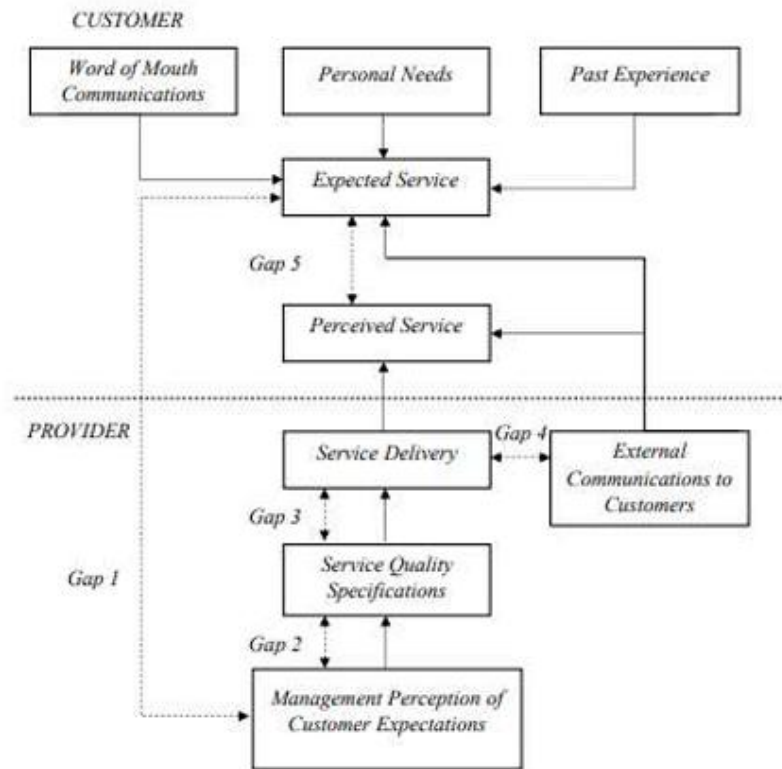 CUSTOMER
Word of Mouth
Communications
Personal Needs
Past Experience
Expected Service
Gap 5
Perceived Service
PROVIDER
Gap 4
Service Delivery
External
Communications to
Customers
Gap 3
Gap 1
Service Quality
Specifications
Gap 2
Management Perception of
Customer Expectations